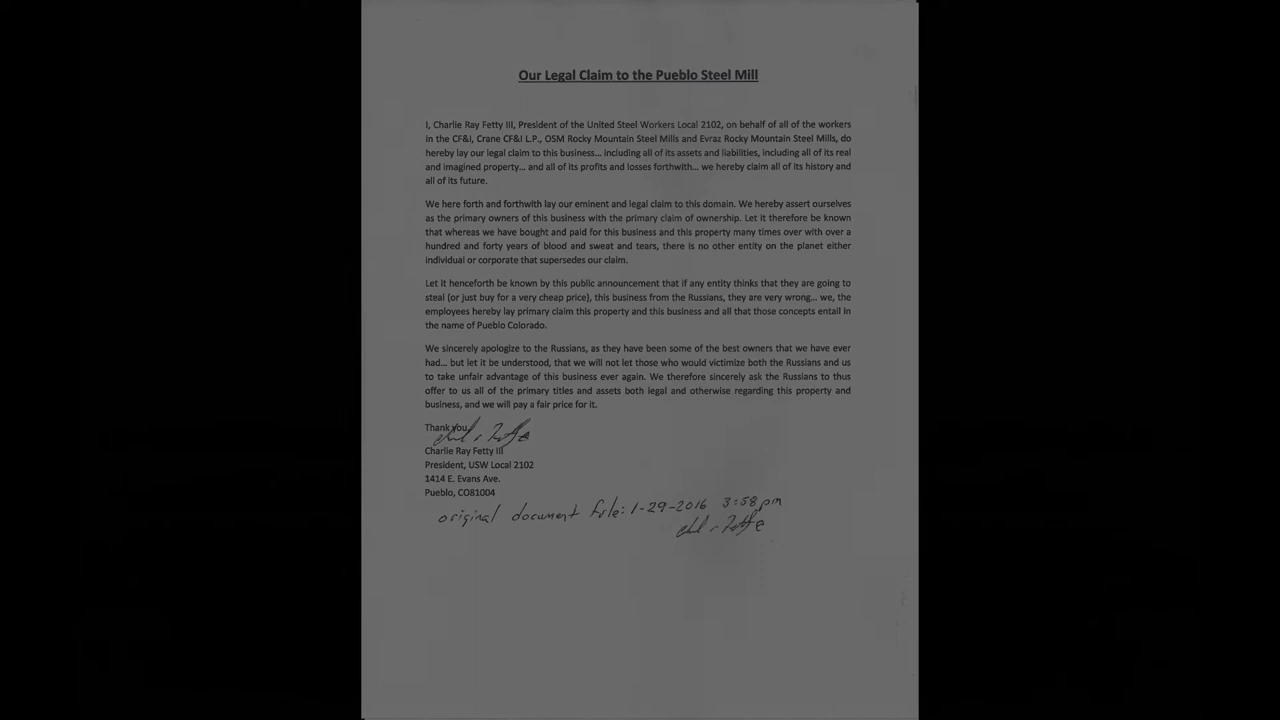 Our Legal Claim to the Pueblo Steel Mill
I, Charlie Ray Fetty III, President of the United Steel Workers Local 2102, on behalf of all of the workers
in the CF&I, Crane CF&I L.P., OSM Rocky Mountain Steel Mills and Evraz Rocky Mountain Steel Mills, do
hereby lay our legal claim to this business... including all of its assets and liabilities, including all of its real
and imagined property... and all of its profits and losses forthwith... we hereby claim all of its history and
all of its future.
We here forth and forthwith lay our eminent and legal claim to this domain. We hereby assert ourselves
as the primary owners of this business with the primary claim of ownership. Let it therefore be known
that whereas we have bought and paid for this business and this property many times over with over a
hundred and forty years of blood and sweat and tears, there is no other entity on the planet either
individual or corporate that supersedes our claim.
Let it henceforth be known by this public announcement that if any entity thinks that they are going to
steal (or just buy for a very cheap price), this business from the Russians, they are very wrong... we, the
employees hereby lay primary claim this property and this business and all that those concepts entail in
the name of Pueblo Colorado.
We sincerely apologize to the Russians, as they have been some of the best owners that we have ever
had... but let it be understood, that we will not let those who would victimize both the Russians and us
to take unfair advantage of this business ever again. We therefore sincerely ask the Russians to thus
offer to us all of the primary titles and assets both legal and otherwise regarding this property and
business, and we will pay a fair price for it.
Thank you,
Charlie Ray Fetty III
President, USW Local 2102
1414 E. Evans Ave.
Pueblo, CO81004
original document file: 1-29-2016 3:58 pm